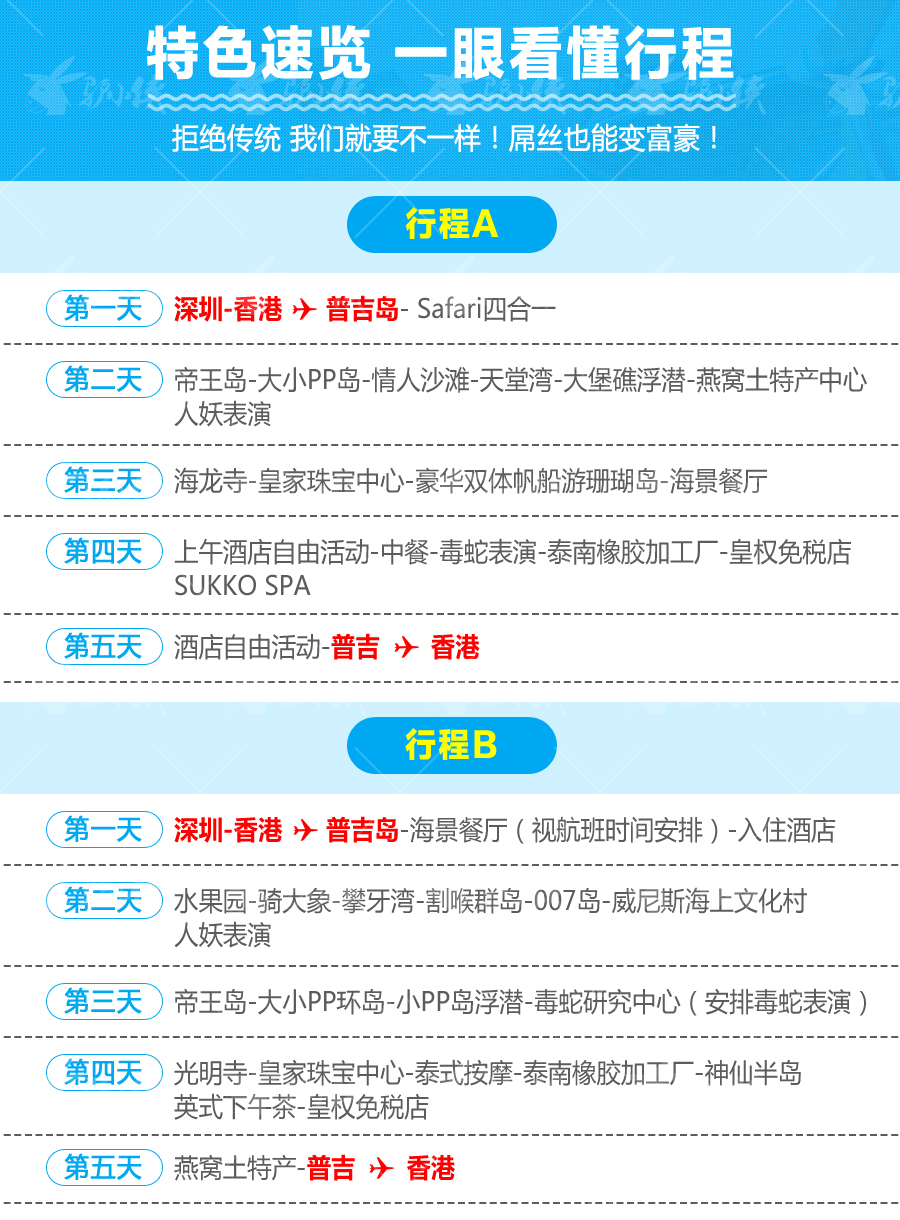 特色速览 一眼看懂行程
拒绝传统 我们就要不一样！屌丝也能变富豪！
行程A
第一天 深圳-香港 ✈ 普吉岛- Safari四合一
第二天 帝王岛-大小PP岛-情人沙滩-天堂湾-大堡礁浮潜-燕窝土特产中心
人妖表演
第三天 海龙寺-皇家珠宝中心-豪华双体帆船游珊瑚岛-海景餐厅
第四天 上午酒店自由活动-中餐-毒蛇表演-泰南橡胶加工厂-皇权免税店
SUKKO SPA
第五天 酒店自由活动-普吉 ✈ 香港
行程B
第一天 深圳-香港 ✈ 普吉岛-海景餐厅（视航班时间安排）-入住酒店
第二天 水果园-骑大象-攀牙湾-割喉群岛-007岛-威尼斯海上文化村
人妖表演
第三天 帝王岛-大小PP环岛-小PP岛浮潜-毒蛇研究中心（安排毒蛇表演）
第四天 光明寺-皇家珠宝中心-泰式按摩-泰南橡胶加工厂-神仙半岛
英式下午茶-皇权免税店
第五天 燕窝土特产-普吉 ✈ 香港